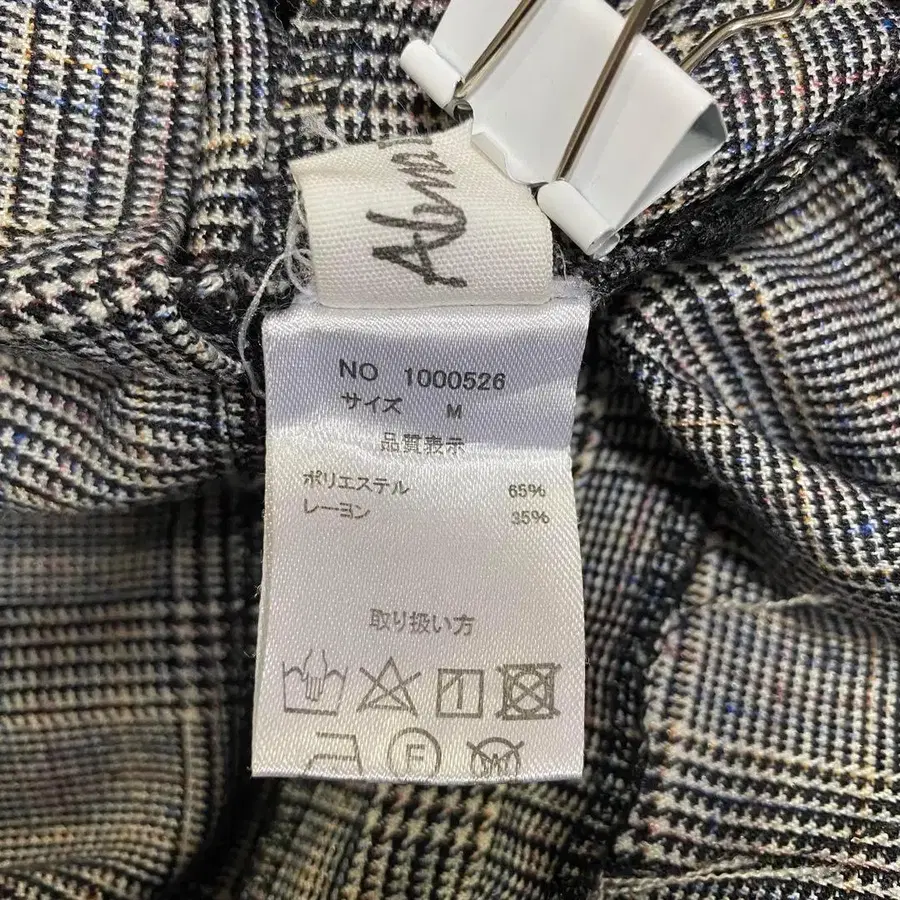 NO 1000526
サイズ M
品質表示
ポリエステル 65%
レーヨン 35%
取り扱い方
F
W